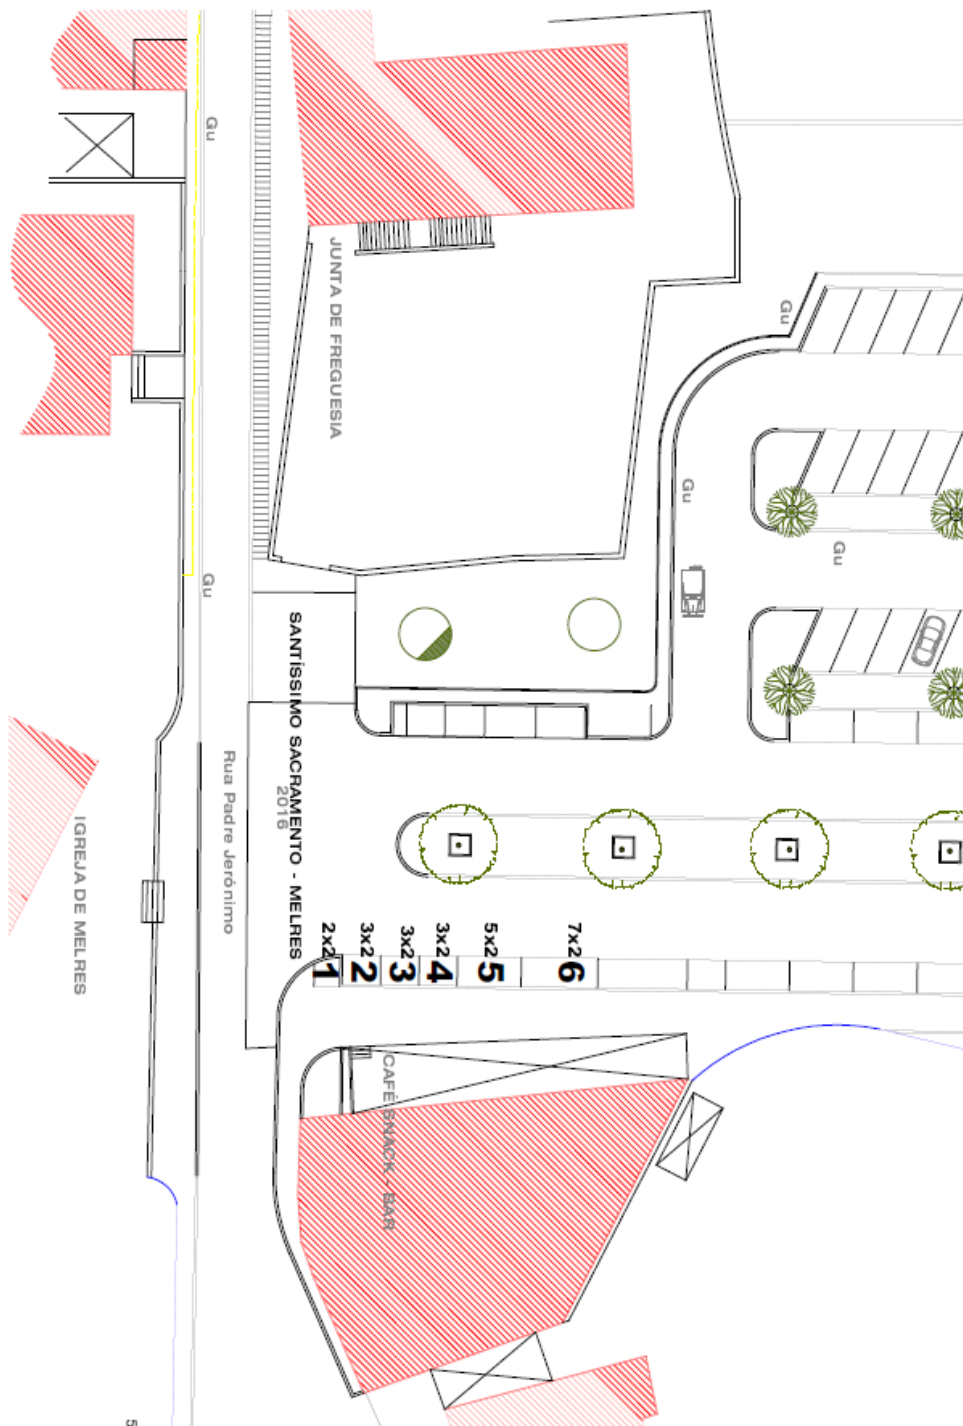 Gu
JUNTA DE FREGUESIA
Gu
Gu
Gu
Gu
SANTÍSSIMO SACRAMENTO - MELRES
2016
Rua Padre Jerónimo
IGREJA DE MELRES
2x2 3x2 3x2 3x2 5x2 7x2
1 2 3 4 5 6
CAFÉ SNACK - BAR
5